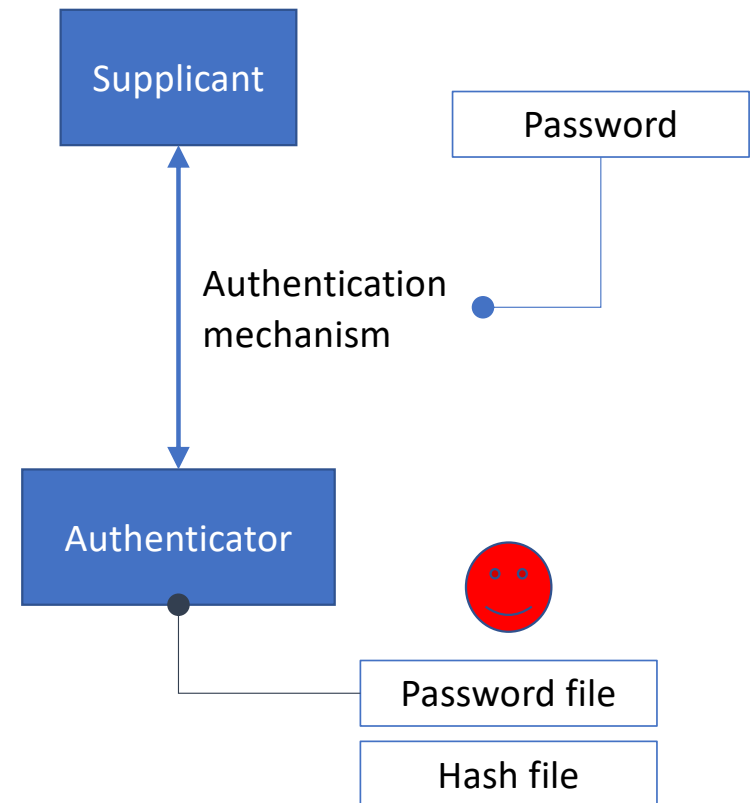 Supplicant
Password
Authentication
mechanism
Authenticator
Password file
Hash file